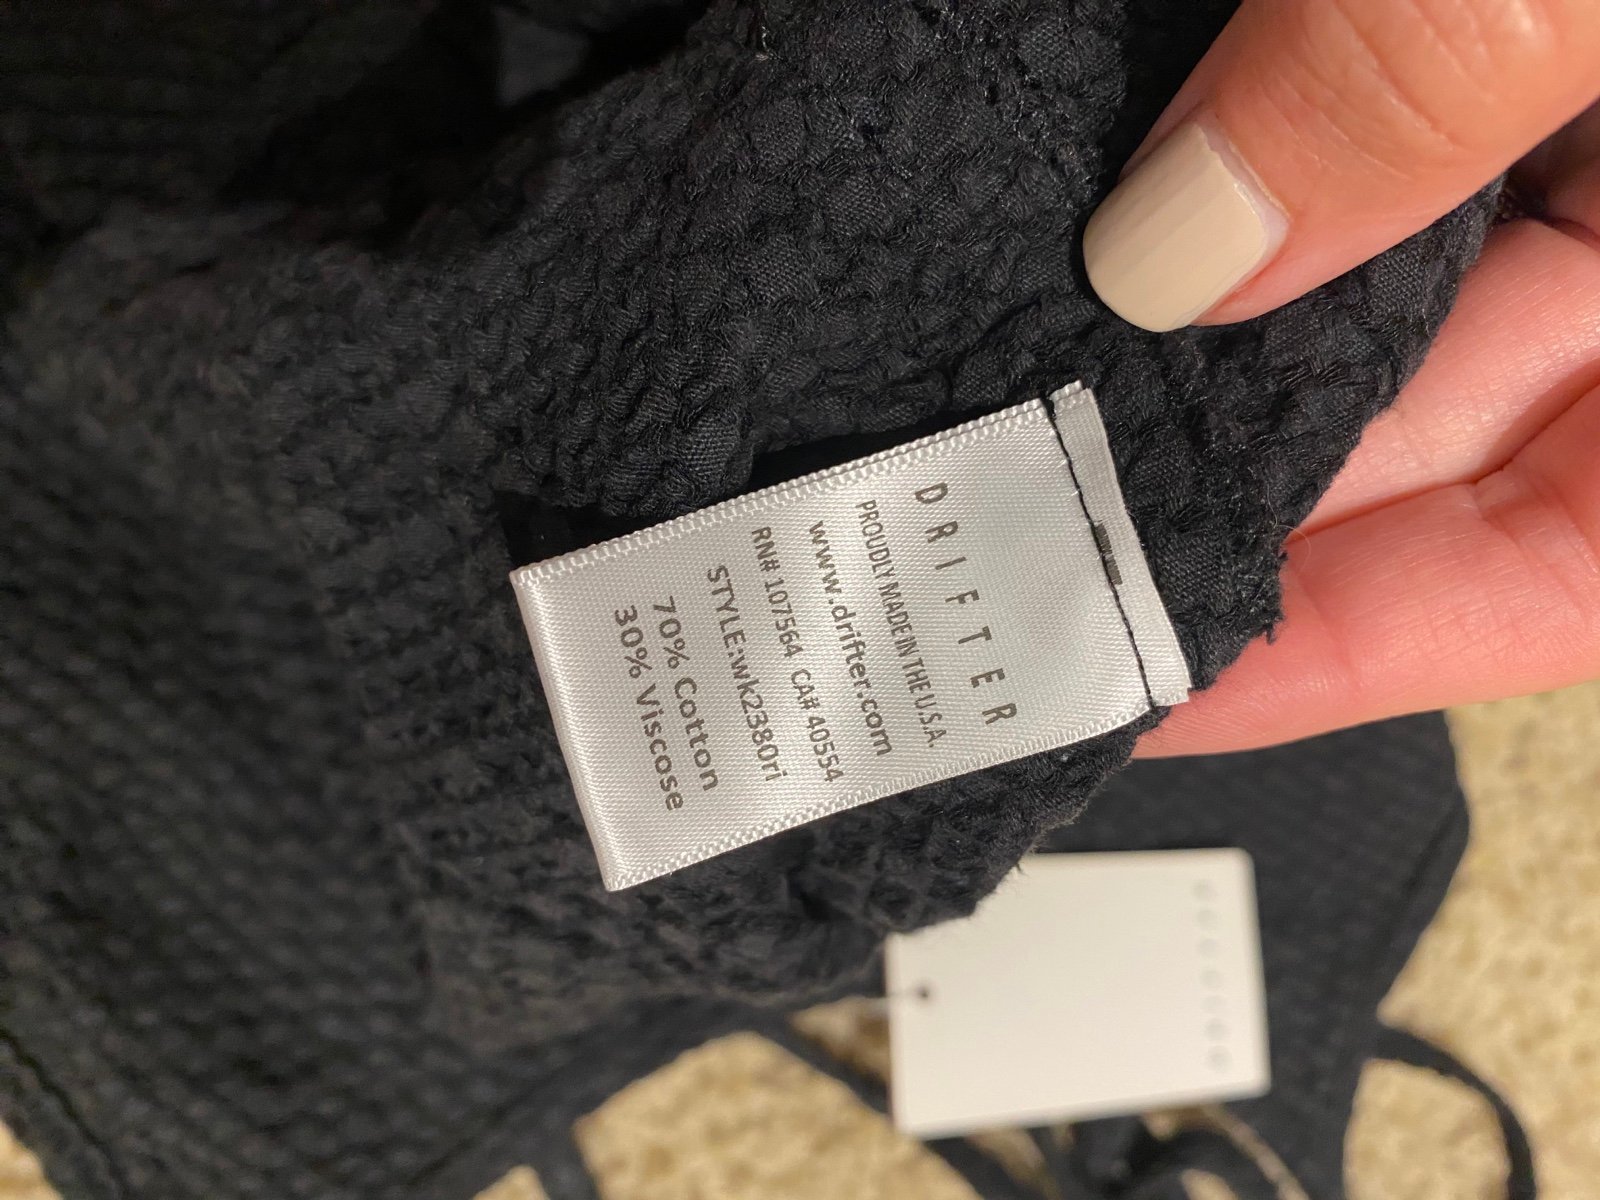 DRIFTER
PROUDLY MADE IN THE U.S.A.
www.drifter.com
RN# 107564 CA# 40554
STYLE:wk2380ri
70% Cotton
30% Viscose